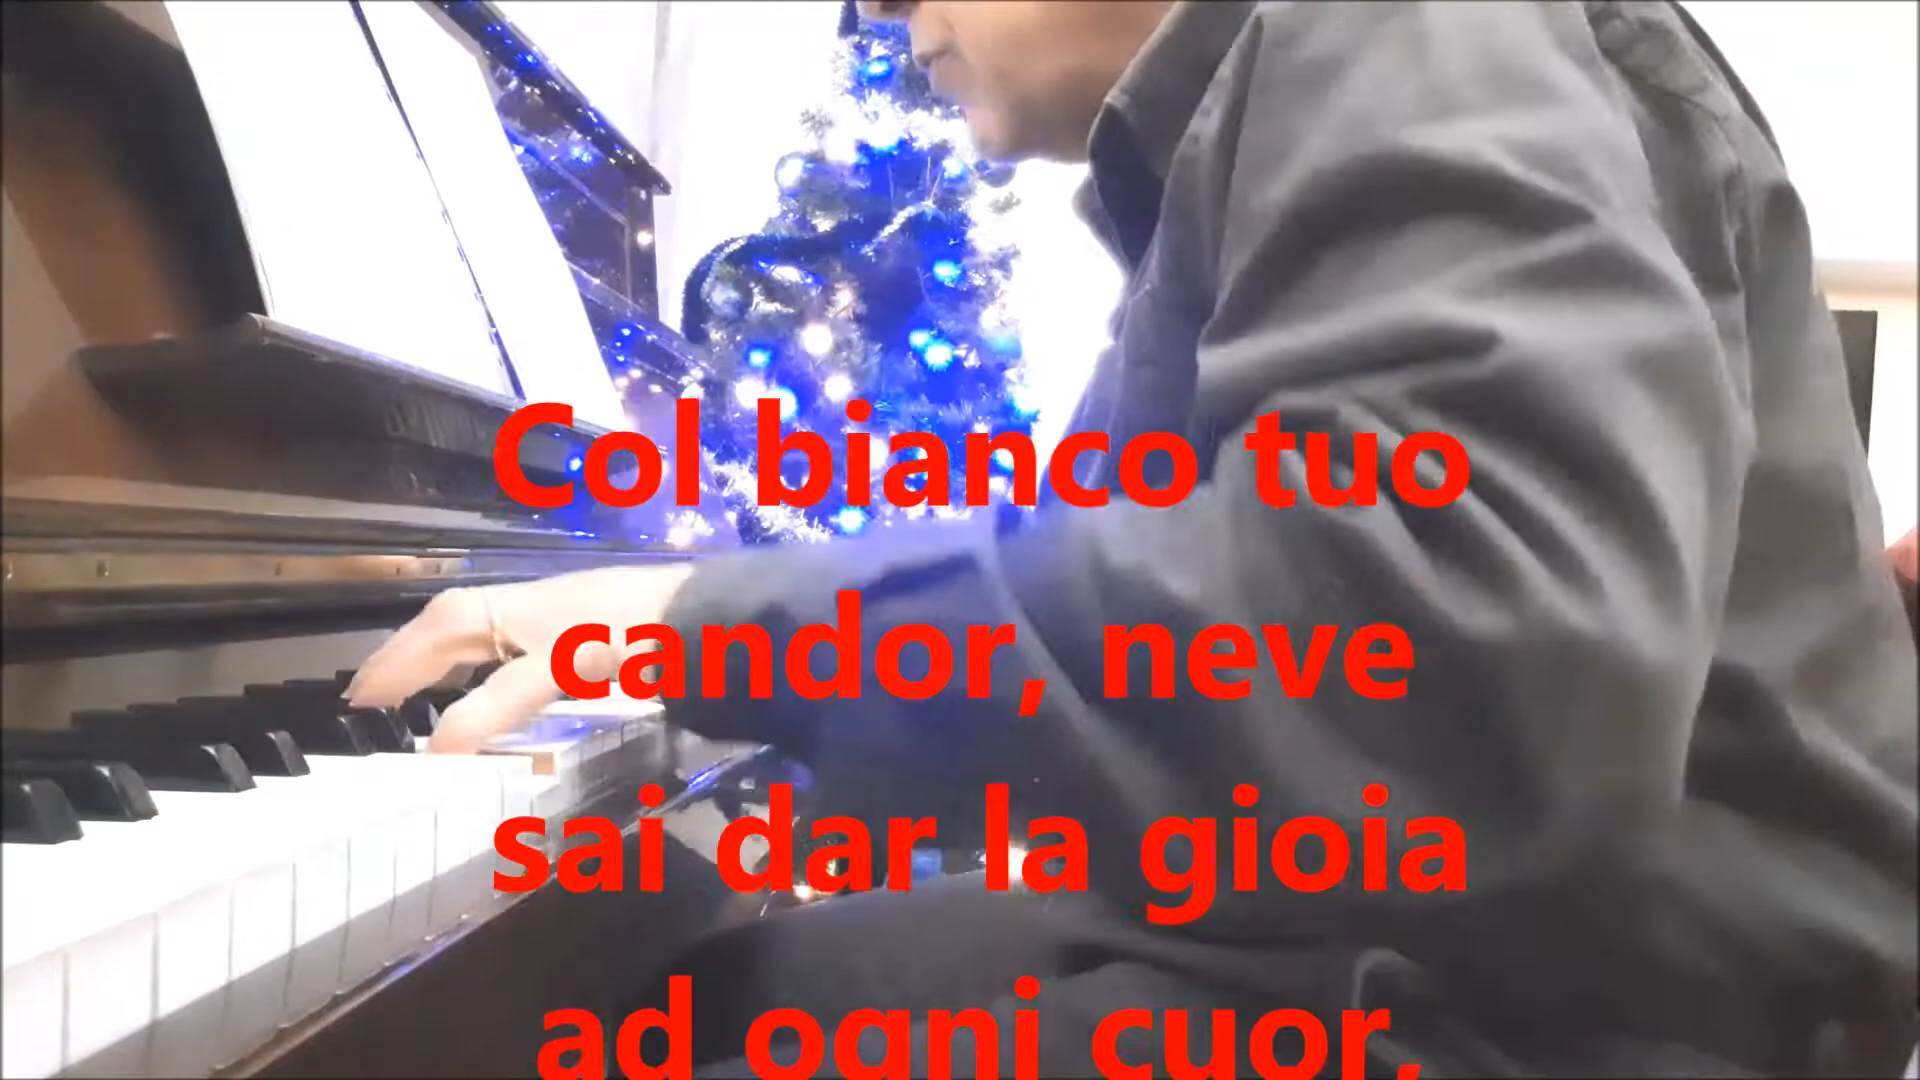 Col bianco tuo
candor, neve
sai dar la gioia
ad ogni cuor,